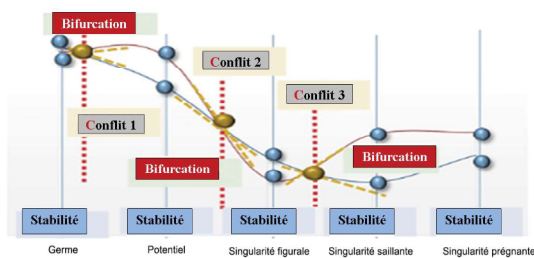 Bifurcation
Conflit 2
Conflit 3
Conflit 1
Bifurcation
Bifurcation
Stabilité
Stabilité
Stabilité
Stabilité
Stabilité
Germe
Potentiel
Singularité figurale
Singularité saillante
Singularité prégnante